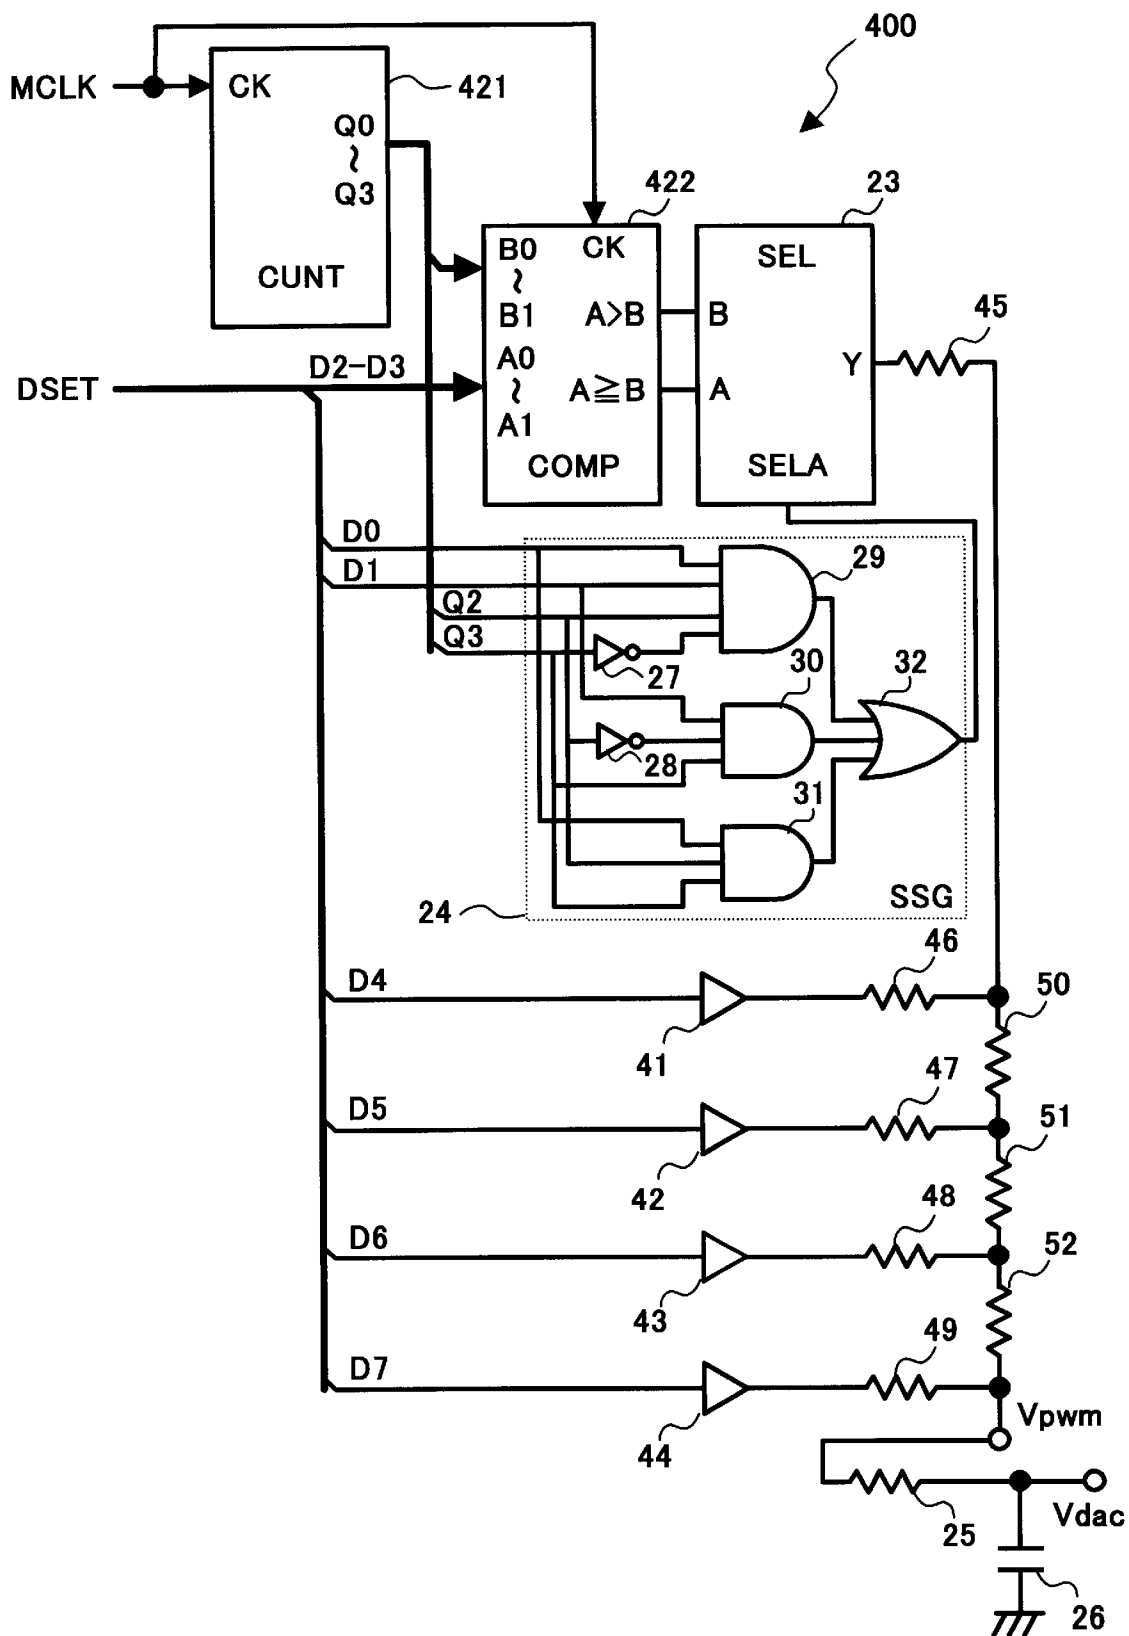 400
MCLK
CK
421
Q0
~
Q3
CUNT
422
23
B0
~
B1
CK
SEL
A>B
B
45
DSET
D2-D3
A0
~
A1
A≧B
A
Y
COMP
SELA
D0
D1
29
Q2
Q3
27
30
32
28
31
SSG
24
D4
46
50
41
D5
47
51
42
D6
48
52
43
D7
49
44
Vpwm
25
Vdac
26